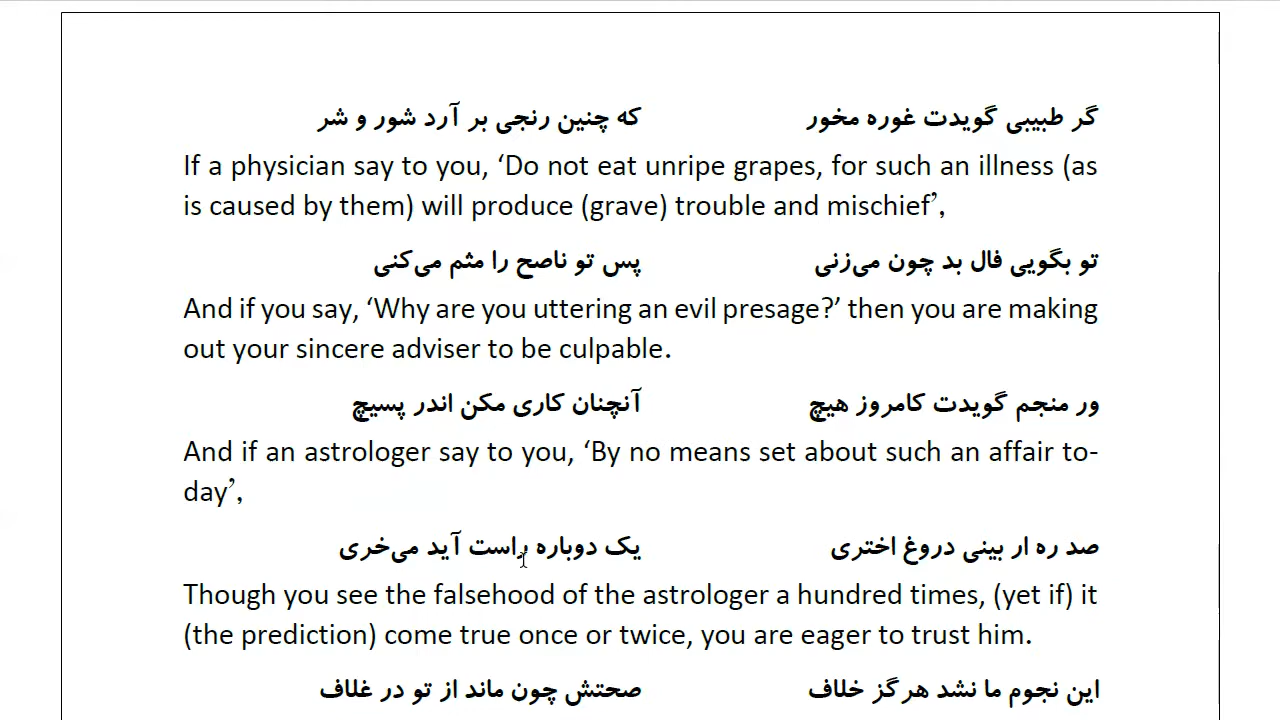 گر طبیبی گویدت غوره مخور که چنین رنجی بر آرد شور و شر
If a physician say to you, ‘Do not eat unripe grapes, for such an illness (as
is caused by them) will produce (grave) trouble and mischief’,
تو بگویی فال بد چون می‌زنی پس تو ناصح را مثم می‌کنی
And if you say, ‘Why are you uttering an evil presage?’ then you are making
out your sincere adviser to be culpable.
ور منجم گویدت کامروز هیچ آنچنان کاری مکن اندر پسیچ
And if an astrologer say to you, ‘By no means set about such an affair to-
day’,
صد ره ار بینی دروغ اختری یک دوباره راست آید می‌خری
Though you see the falsehood of the astrologer a hundred times, (yet if) it
(the prediction) come true once or twice, you are eager to trust him.
این نجوم ما نشد هرگز خلاف صحتش چون ماند از تو در غلاف